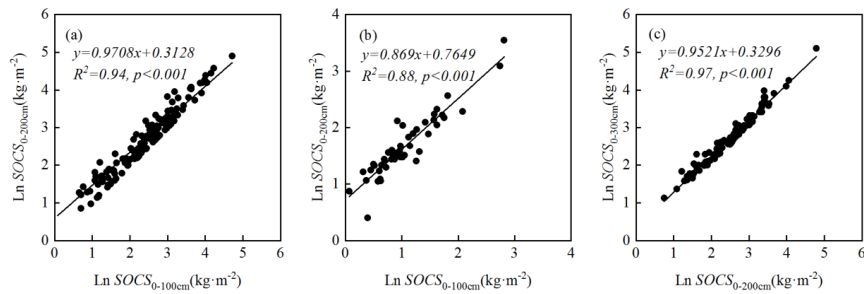 (a)
y=0.9708x+0.3128
R²=0.94, p<0.001
Ln SOCS0-200cm(kg·m-2)
6
5
4
3
2
1
0
0 1 2 3 4 5 6
Ln SOCS0-100cm(kg·m-2)
(b)
y=0.869x+0.7649
R²=0.88, p<0.001
Ln SOCS0-200cm(kg·m-2)
4
3
2
1
0
0 1 2 3 4
Ln SOCS0-100cm(kg·m-2)
(c)
y=0.9521x+0.3296
R²=0.97, p<0.001
Ln SOCS0-300cm(kg·m-2)
6
5
4
3
2
1
0
0 1 2 3 4 5 6
Ln SOCS0-200cm(kg·m-2)